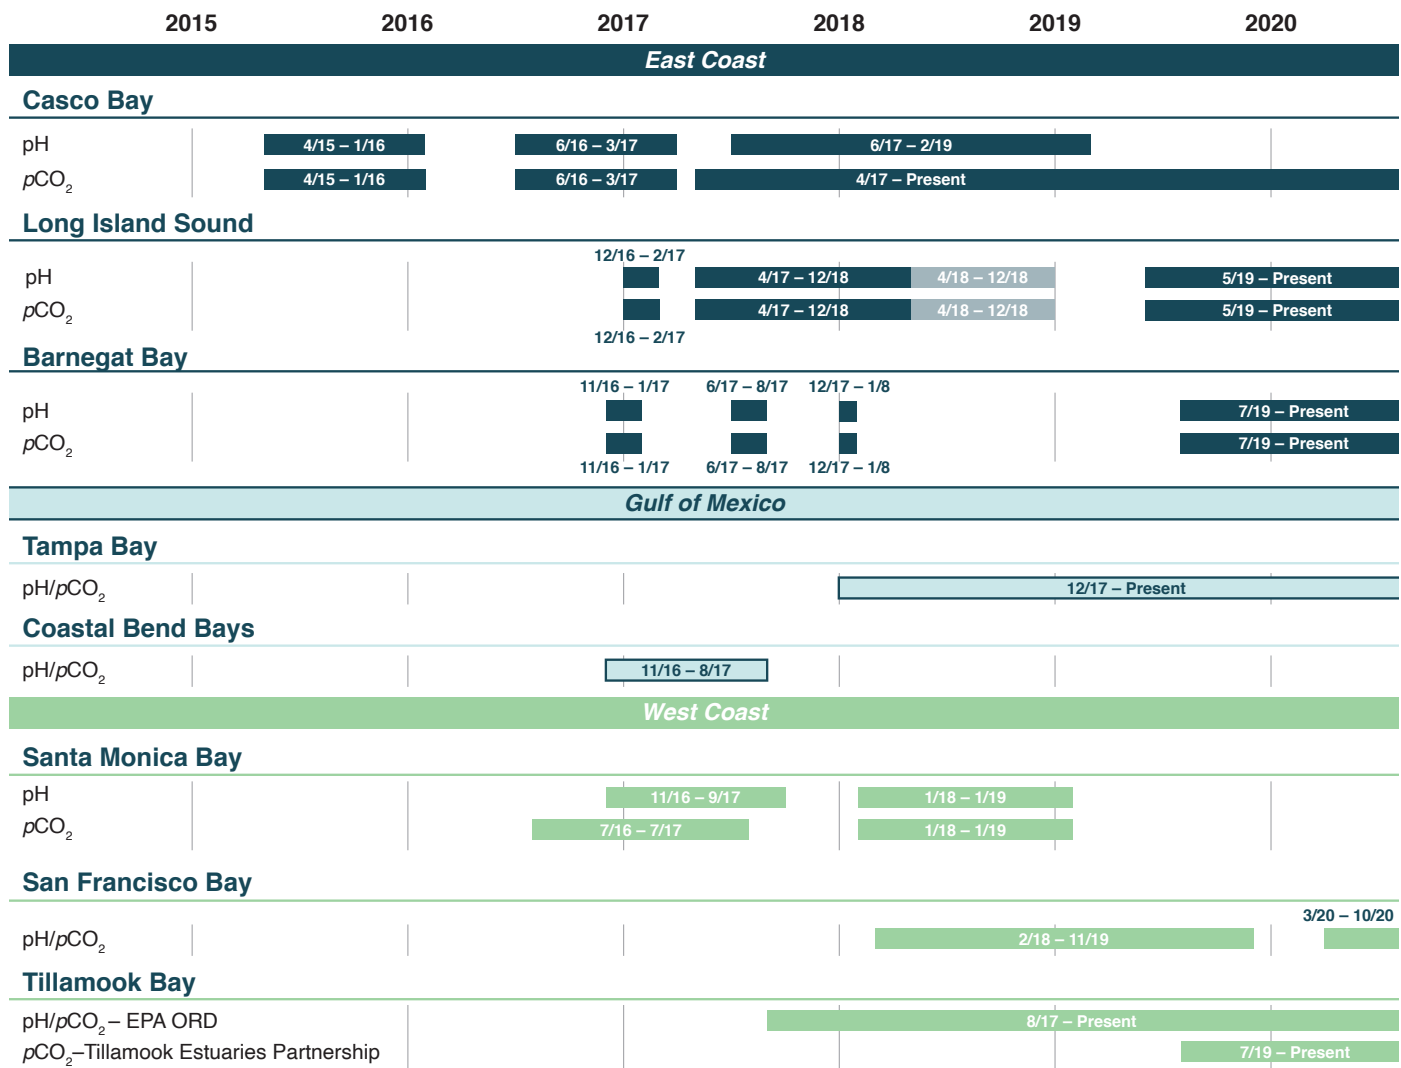 2015 2016 2017 2018 2019 2020
East Coast
Casco Bay
pH 4/15 – 1/16 6/16 – 3/17 6/17 – 2/19
pCO2 4/15 – 1/16 6/16 – 3/17 4/17 – Present
Long Island Sound
12/16 – 2/17
pH 4/17 – 12/18 4/18 – 12/18 5/19 – Present
pCO2 4/17 – 12/18 4/18 – 12/18 5/19 – Present
12/16 – 2/17
Barnegat Bay
11/16 – 1/17 6/17 – 8/17 12/17 – 1/8
pH 7/19 – Present
pCO2 7/19 – Present
11/16 – 1/17 6/17 – 8/17 12/17 – 1/8
Gulf of Mexico
Tampa Bay
pH/pCO2 12/17 – Present
Coastal Bend Bays
pH/pCO2 11/16 – 8/17
West Coast
Santa Monica Bay
pH 11/16 – 9/17 1/18 – 1/19
pCO2 7/16 – 7/17 1/18 – 1/19
San Francisco Bay
3/20 – 10/20
pH/pCO2 2/18 – 11/19
Tillamook Bay
pH/pCO2 – EPA ORD 8/17 – Present
pCO2–Tillamook Estuaries Partnership 7/19 – Present